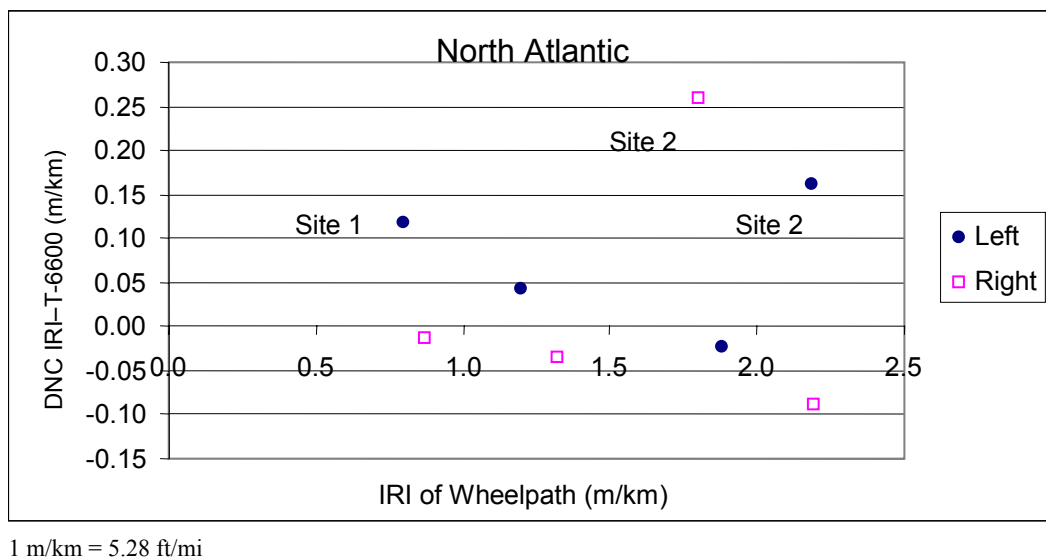 North Atlantic
0.30
0.25
0.20
0.15
0.10
0.05
0.00
-0.05
-0.10
-0.15
DNC IRI–T-6600 (m/km)
Site 2
Site 1
Site 2
0.0 0.5 1.0 1.5 2.0 2.5
IRI of Wheelpath (m/km)
Left
Right
1 m/km = 5.28 ft/mi